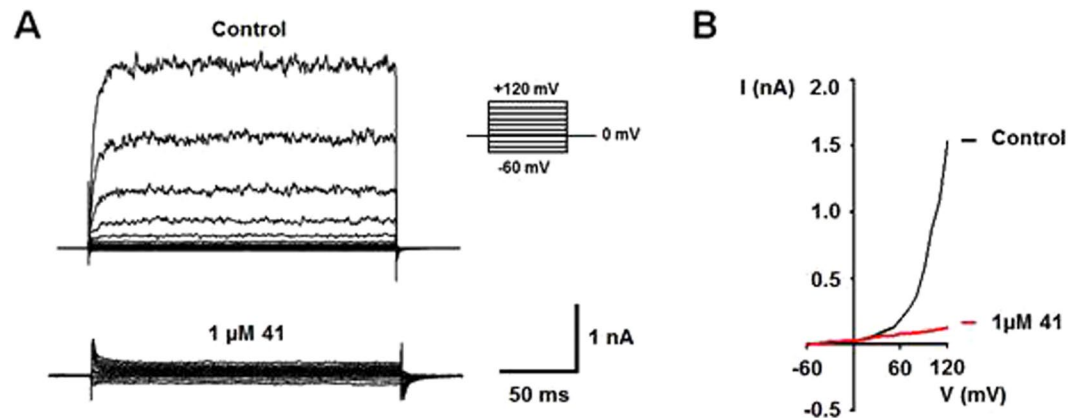 A
Control
+120 mV
0 mV
-60 mV
1 µM 41
1 nA
50 ms
B
I (nA)
2.0
1.5
1.0
0.5
-0.5
-60
60
120
V (mV)
Control
1µM 41